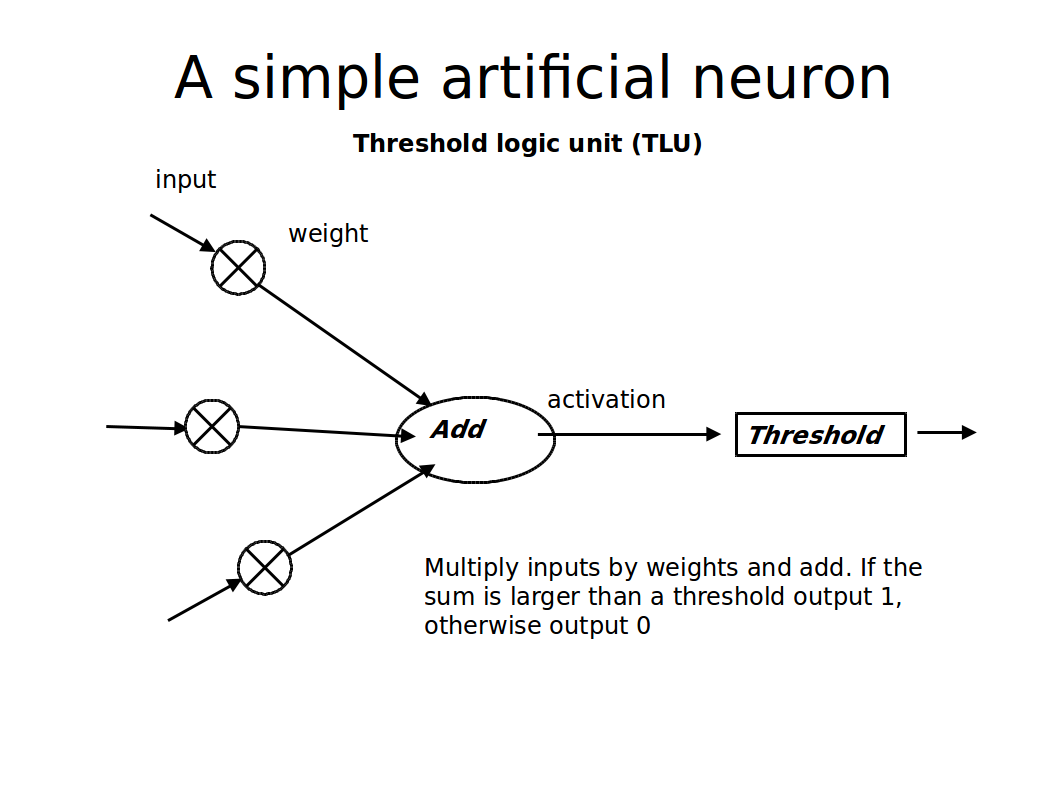 A simple artificial neuron
Threshold logic unit (TLU)
input
weight
activation
Add
Threshold
Multiply inputs by weights and add. If the
sum is larger than a threshold output 1,
otherwise output 0